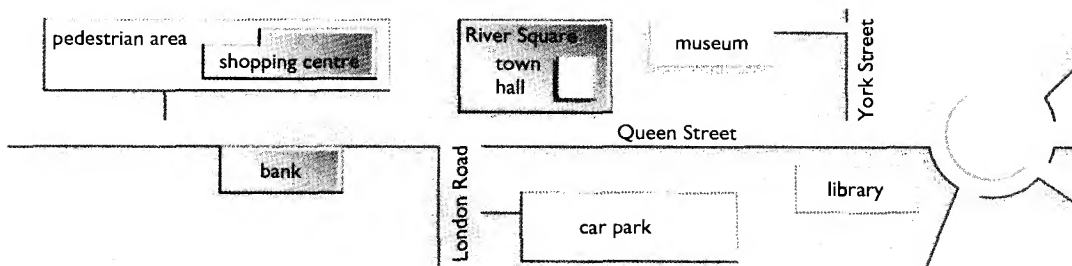 pedestrian area
shopping centre
River Square
town
hall
museum
York Street
Queen Street
bank
London Road
car park
library